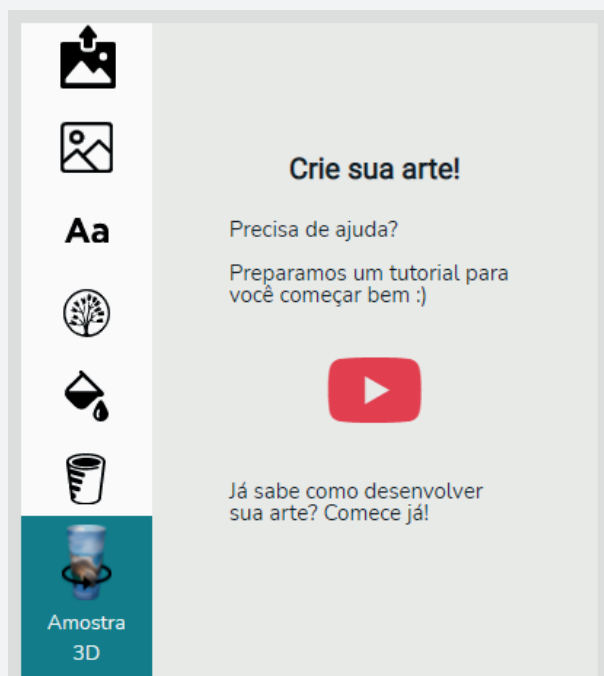 Crie sua arte!
Aa
Precisa de ajuda?
Preparamos um tutorial para
você começar bem :)
Já sabe como desenvolver
sua arte? Comece já!
Amostra
3D